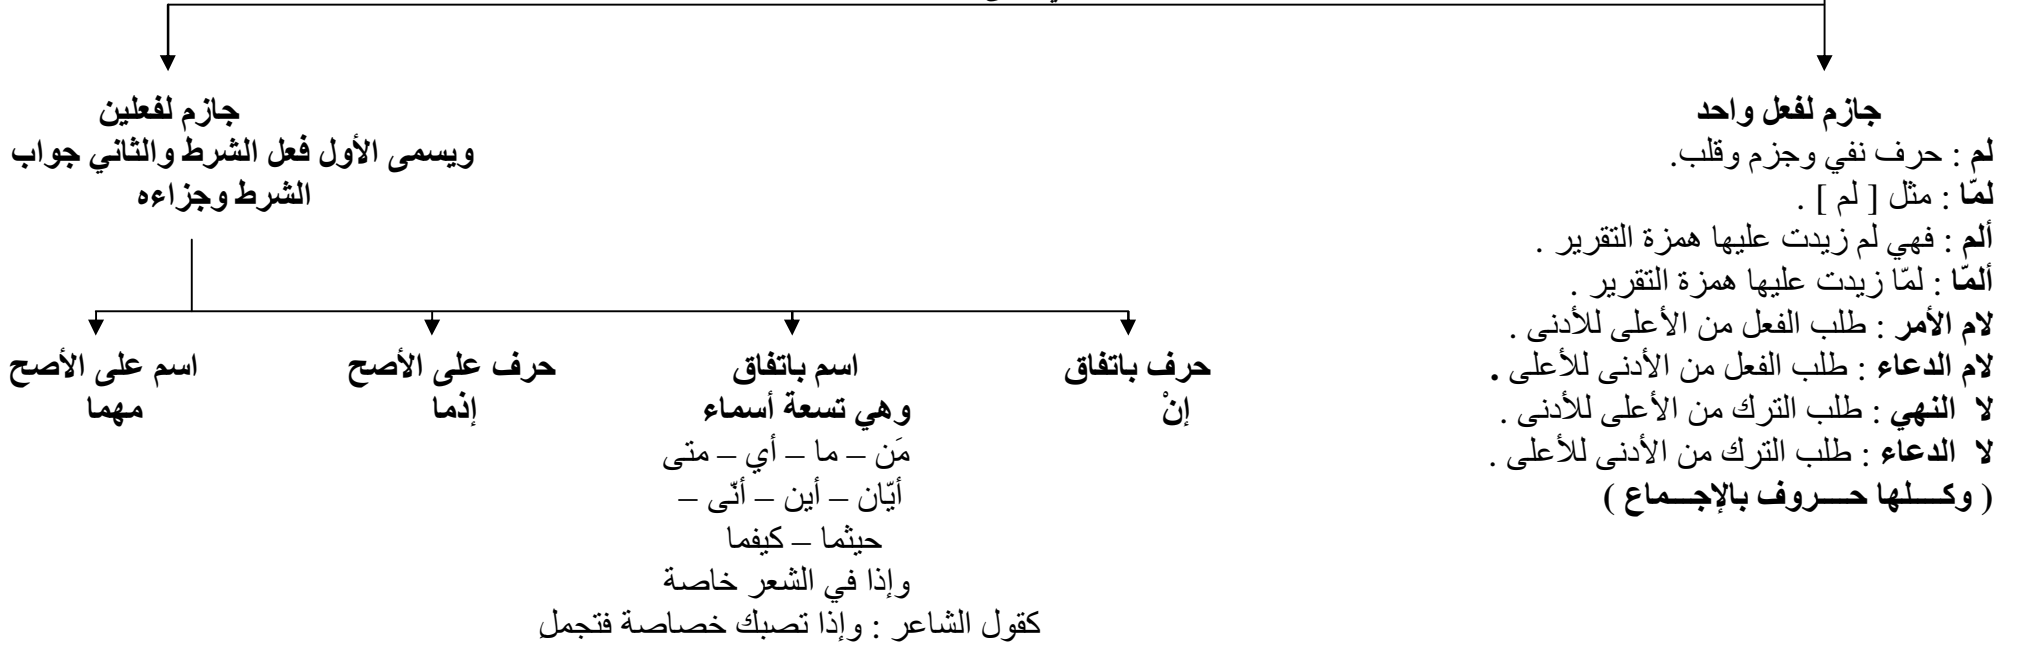 جازم لفعل واحد
لم : حرف نفي وجزم وقلب.
لمّا : مثل [ لم ] .
ألم : فهي لم زيدت عليها همزة التقرير .
ألمّا : لمّا زيدت عليها همزة التقرير .
لام الأمر : طلب الفعل من الأعلى للأدنى .
لام الدعاء : طلب الفعل من الأدنى للأعلى .
لا النهي : طلب الترك من الأعلى للأدنى .
لا الدعاء : طلب الترك من الأدنى للأعلى .
( وكـــلها حـــروف بالإجـــماع )
جازم لفعلين
ويسمى الأول فعل الشرط والثاني جواب
الشرط وجزاءه
حرف باتفاق
إنْ
اسم باتفاق
وهي تسعة أسماء
مَن – ما – أي – متى
أيّان – أين – أنّى –
حيثما – كيفما
وإذا في الشعر خاصة
كقول الشاعر : وإذا تصبك خصاصة فتجملِ
حرف على الأصح
إذما
اسم على الأصح
مهما